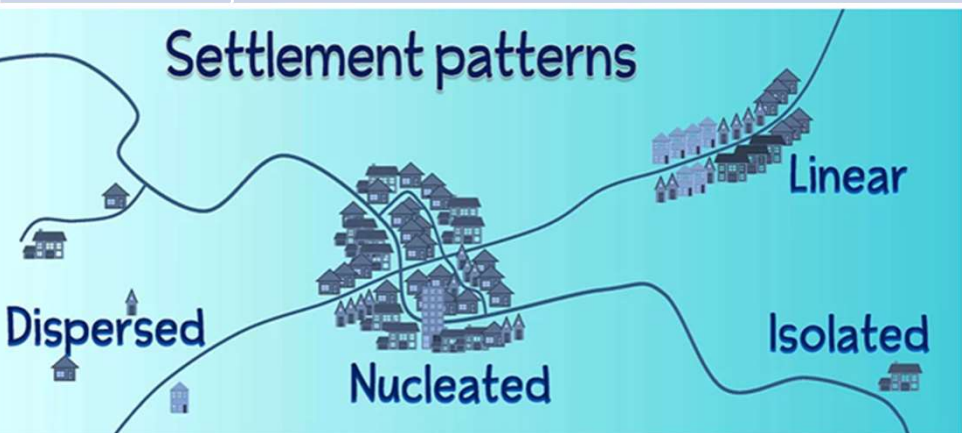 Settlement patterns
Linear
Dispersed
Isolated
Nucleated